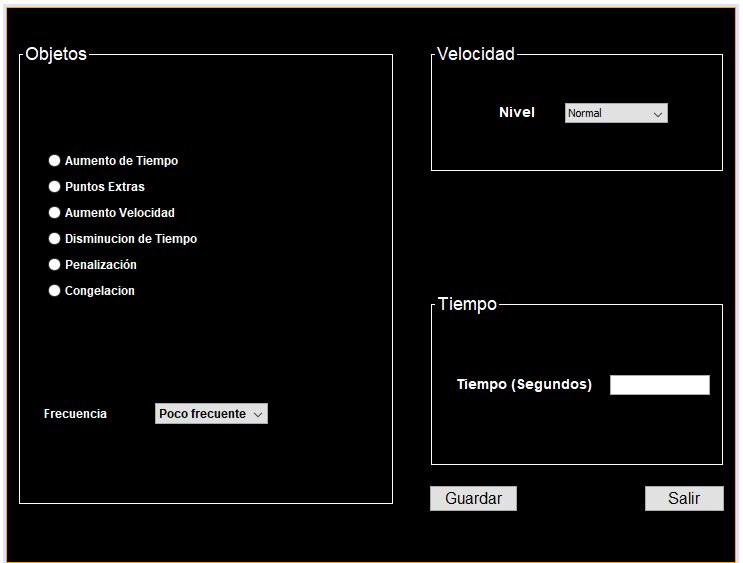 Objetos
Aumento de Tiempo
Puntos Extras
Aumento Velocidad
Disminucion de Tiempo
Penalización
Congelacion
Frecuencia Poco frecuente
Velocidad
Nivel Normal
Tiempo
Tiempo (Segundos)
Guardar Salir